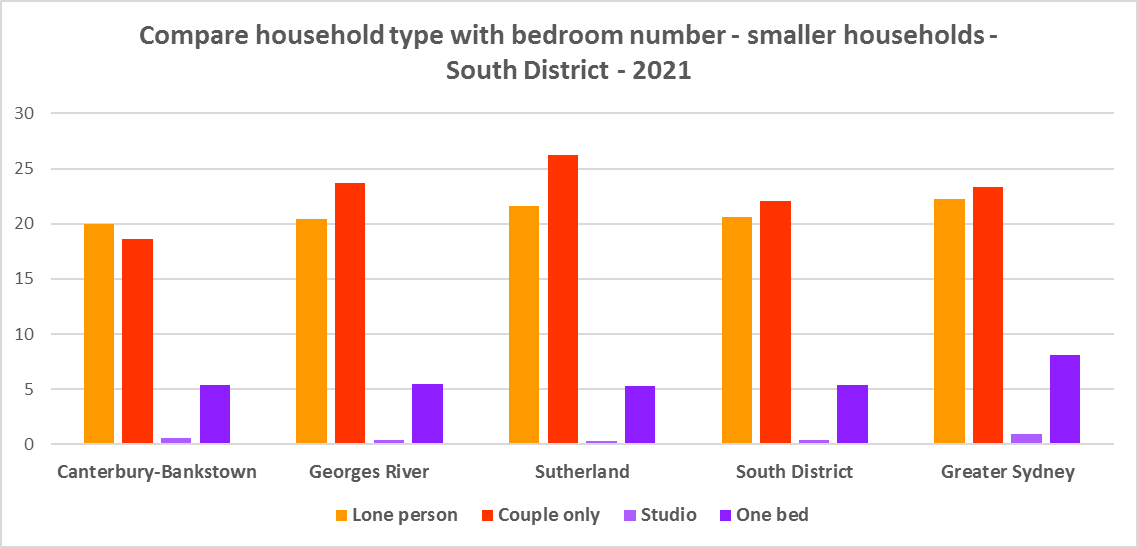 Compare household type with bedroom number - smaller households -
South District - 2021
30
25
20
15
10
5
0
Canterbury-Bankstown
Georges River
Sutherland
South District
Greater Sydney
Lone person
Couple only
Studio
One bed